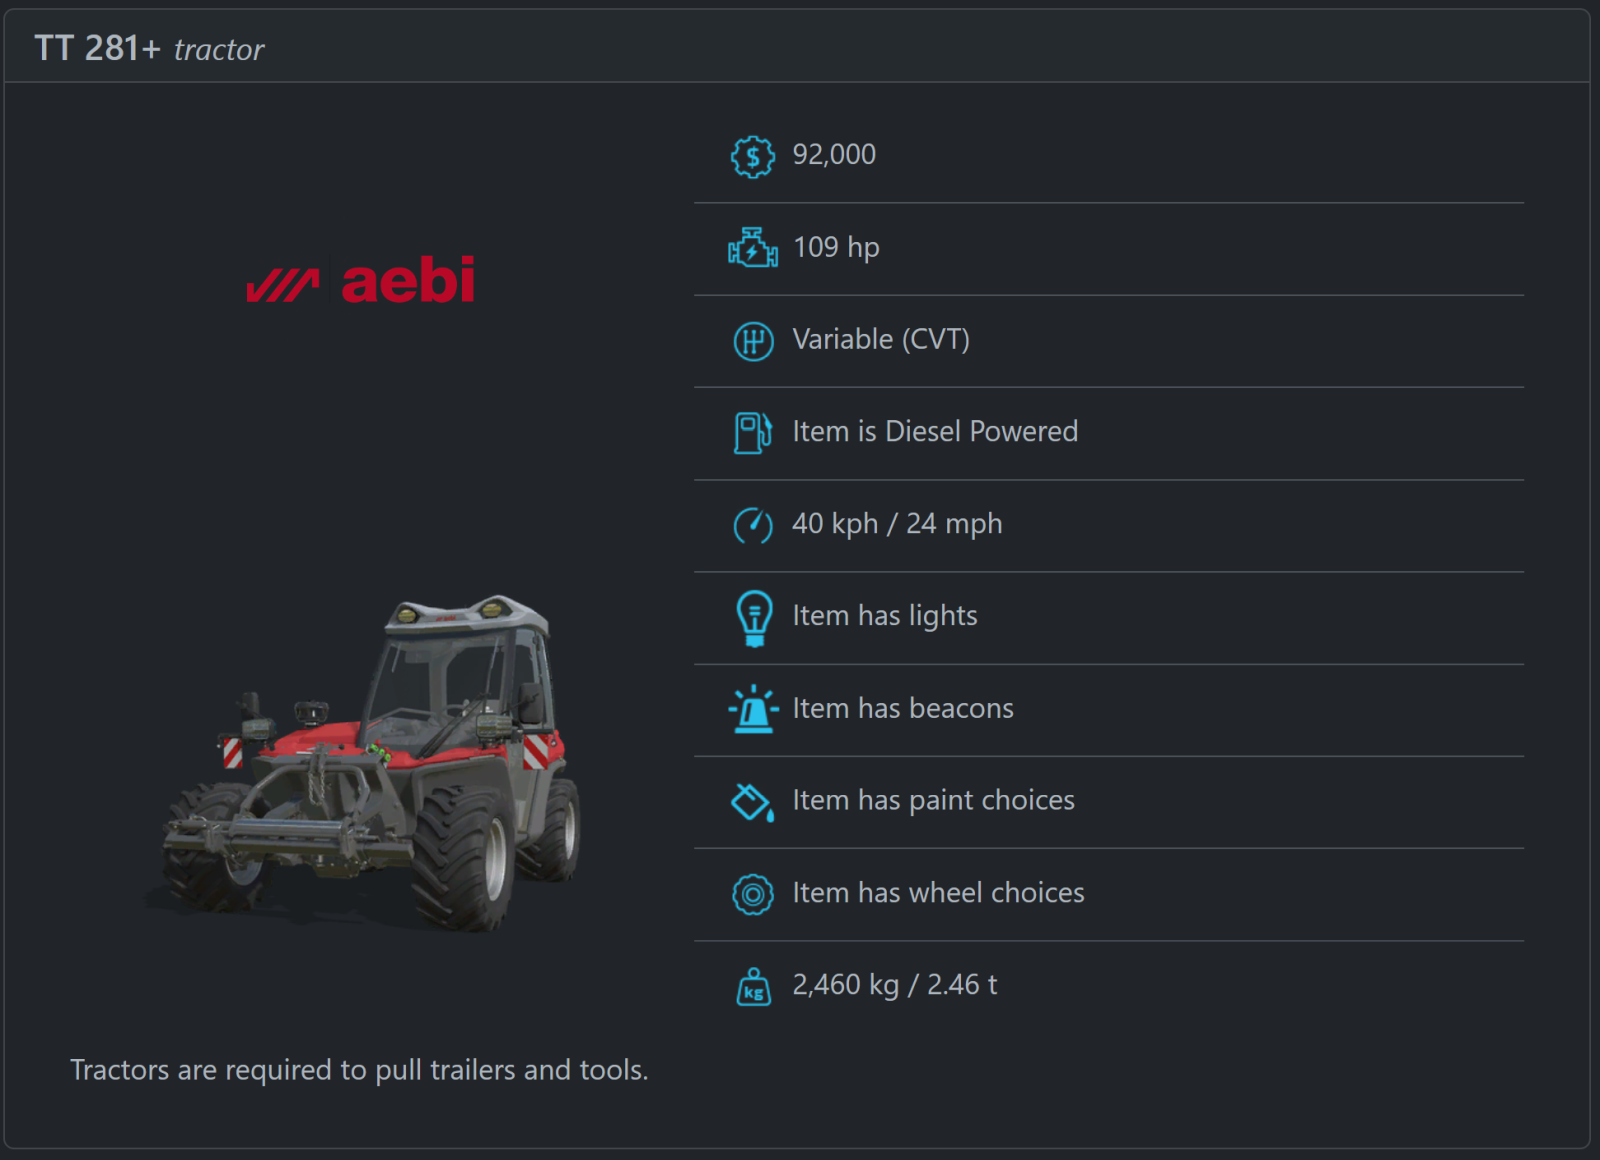 TT 281+ tractor
aebi
$ 92,000
109 hp
Variable (CVT)
Item is Diesel Powered
40 kph / 24 mph
Item has lights
Item has beacons
Item has paint choices
Item has wheel choices
kg 2,460 kg / 2.46 t
Tractors are required to pull trailers and tools.